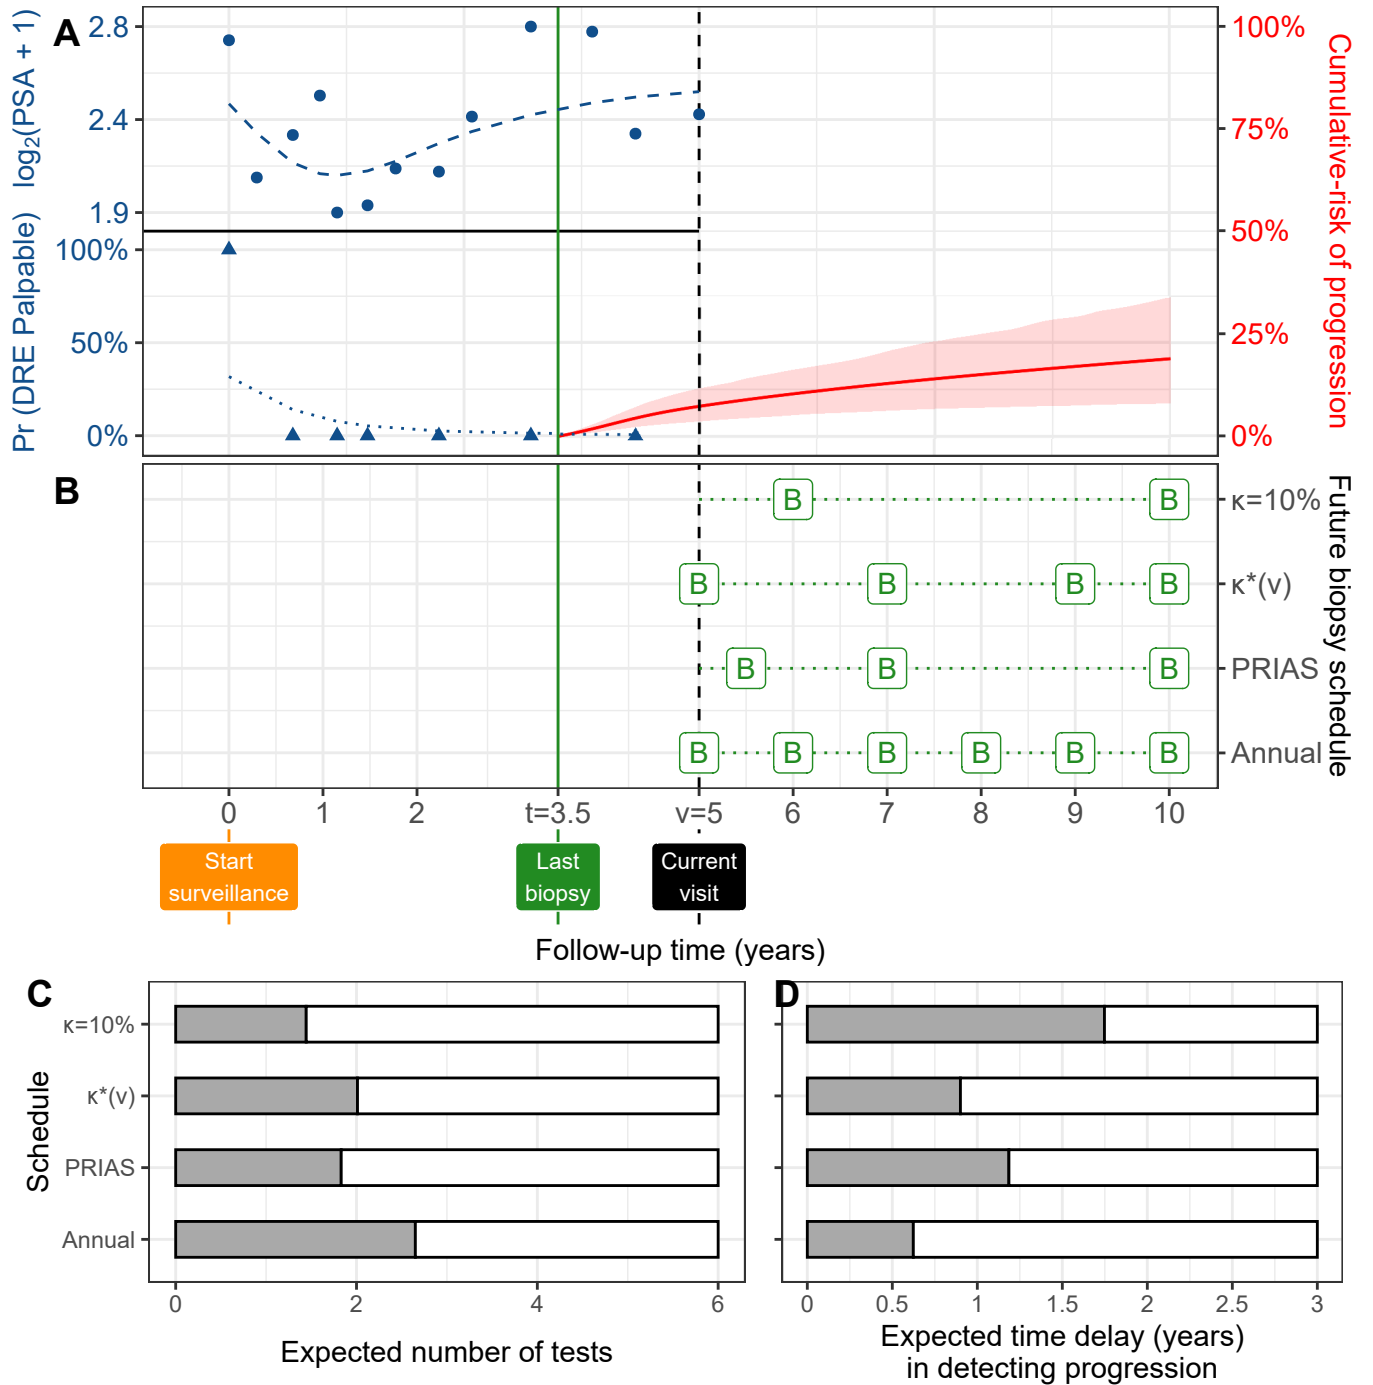 A
log₂(PSA + 1)
2.8
2.4
1.9
Pr (DRE Palpable)
100%
50%
0%
100%
75%
50%
25%
0%
Cumulative-risk of progression
B
B B κ=10%
B B B B κ*(v)
B B B PRIAS
B B B B B B Annual
Future biopsy schedule
0 1 2 t=3.5 v=5 6 7 8 9 10
Start
surveillance
Last
biopsy
Current
visit
Follow-up time (years)
C
Schedule
κ=10%
κ*(v)
PRIAS
Annual
0 2 4 6
Expected number of tests
D
0 0.5 1 1.5 2 2.5 3
Expected time delay (years)
in detecting progression